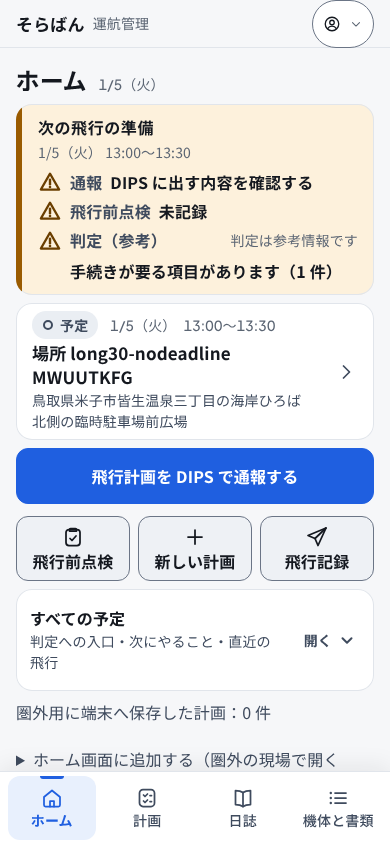 そらばん 運航管理
ホーム 1/5（火）
次の飛行の準備
1/5（火） 13:00〜13:30
通報 DIPS に出す内容を確認する
飛行前点検 未記録
判定（参考） 判定は参考情報です
手続きが要る項目があります（1 件）
予定 1/5（火） 13:00〜13:30
場所 long30-nodeadline
MWUUTKFG
鳥取県米子市皆生温泉三丁目の海岸ひろば
北側の臨時駐車場前広場
飛行計画を DIPS で通報する
飛行前点検 新しい計画 飛行記録
すべての予定
判定への入口・次にやること・直近の
飛行
開く
圏外用に端末へ保存した計画：0 件
ホーム画面に追加する（圏外の現場で開く
ホーム 計画 日誌 機体と書類